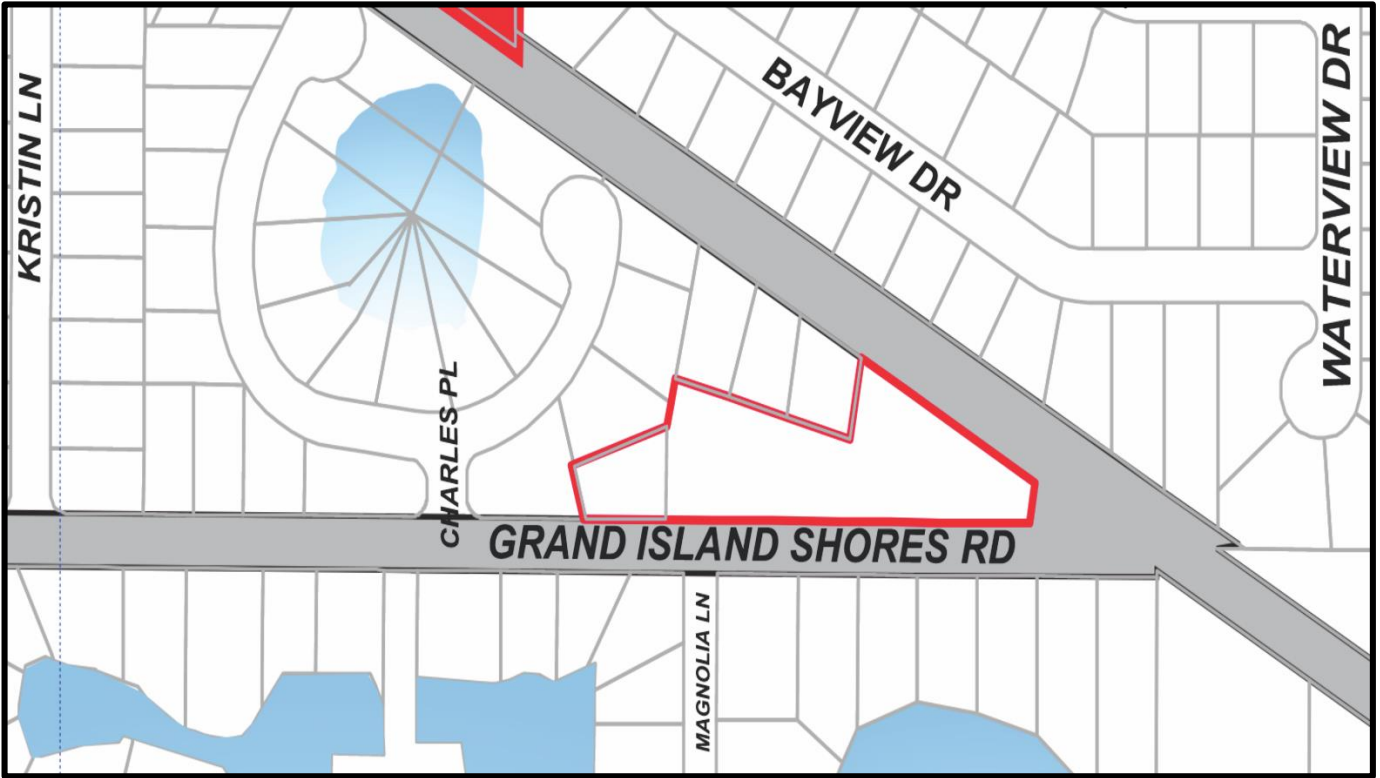 KRISTIN LN
BAYVIEW DR
WATERVIEW DR
CHARLES PL
GRAND ISLAND SHORES RD
MAGNOLIA LN